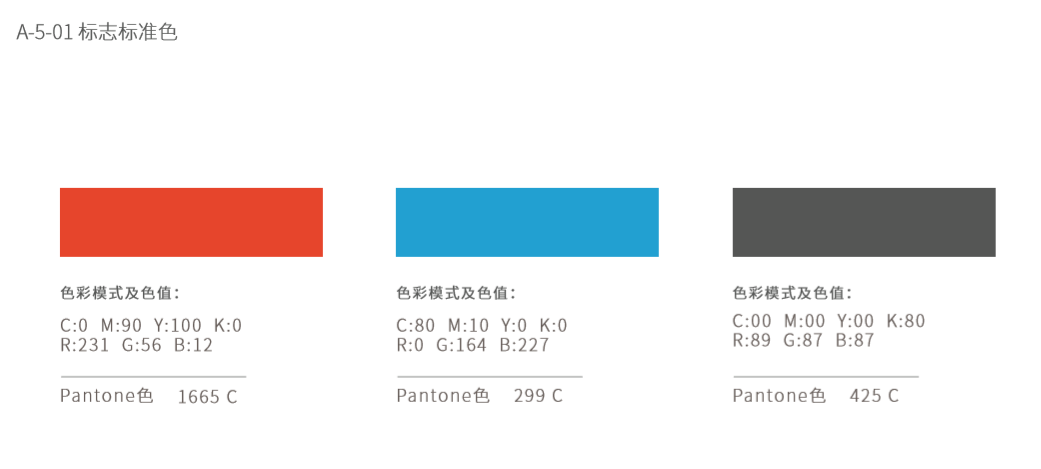 A-5-01 标志标准色
色彩模式及色值：
C:0 M:90 Y:100 K:0
R:231 G:56 B:12
Pantone色 1665 C
色彩模式及色值：
C:80 M:10 Y:0 K:0
R:0 G:164 B:227
Pantone色 299 C
色彩模式及色值：
C:00 M:00 Y:00 K:80
R:89 G:87 B:87
Pantone色 425 C